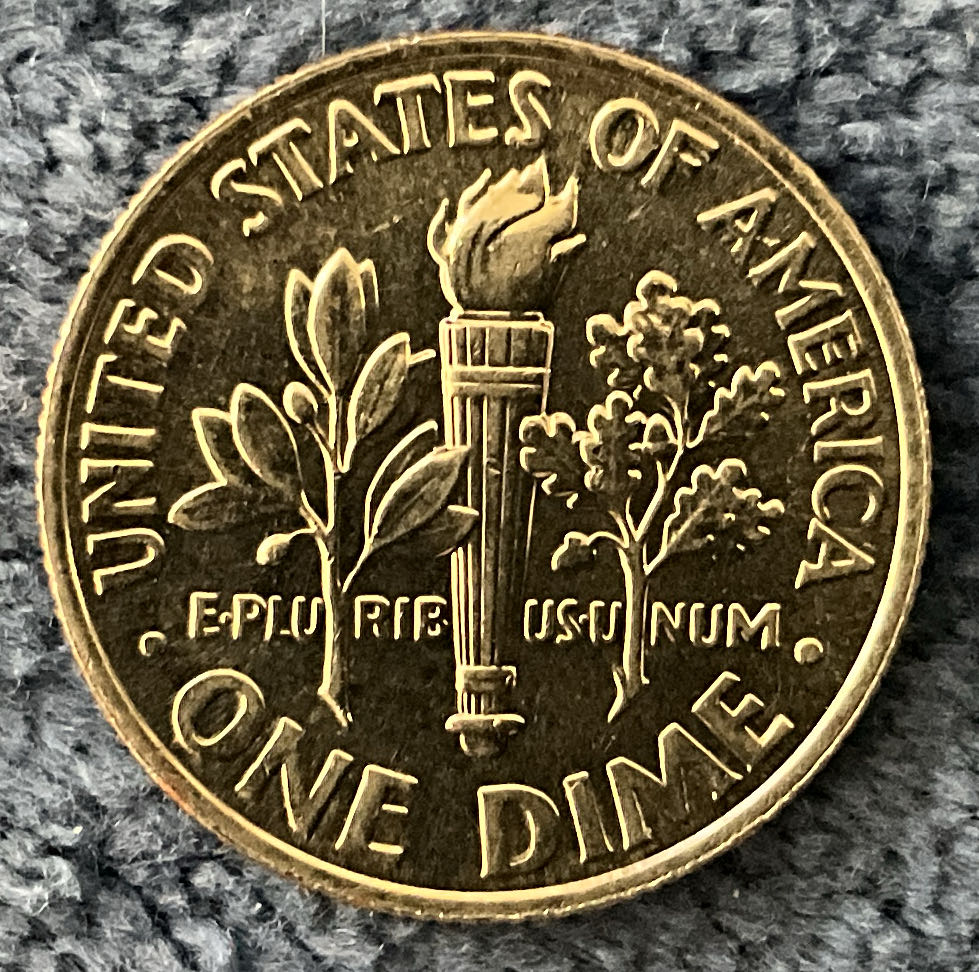 UNITED STATES OF AMERICA
E·PLURIBUS·UNUM
· ONE DIME ·